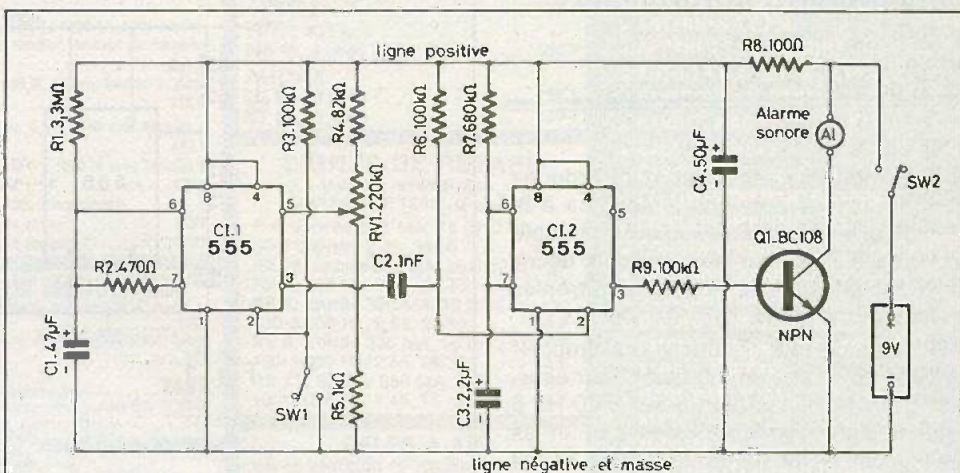 ligne positive
R8.100Ω
R1.3,3MΩ
R3.100kΩ
R4.82kΩ
R6.100kΩ
R7.680kΩ
C4.50µF
+
-
Alarme
sonore
Al
SW2
8
4
6
5
7
3
1
2
CI.1
555
RV1.220kΩ
R2.470Ω
C2.1nF
8
4
6
5
7
3
1
2
CI.2
555
R9.100kΩ
Q1.BC108
NPN
+
9V
-
C1.47µF
+
-
SW1
R5.1kΩ
C3.2,2µF
+
-
ligne négative et masse